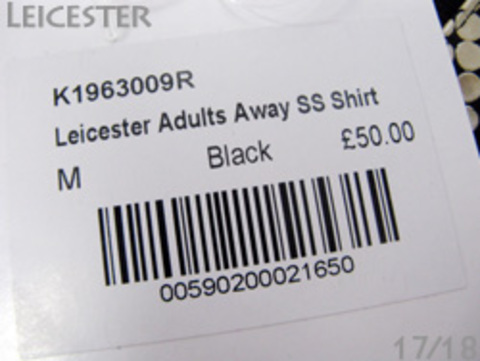 LEICESTER
K1963009R
Leicester Adults Away SS Shirt
M Black £50.00
00590200021650
17/18